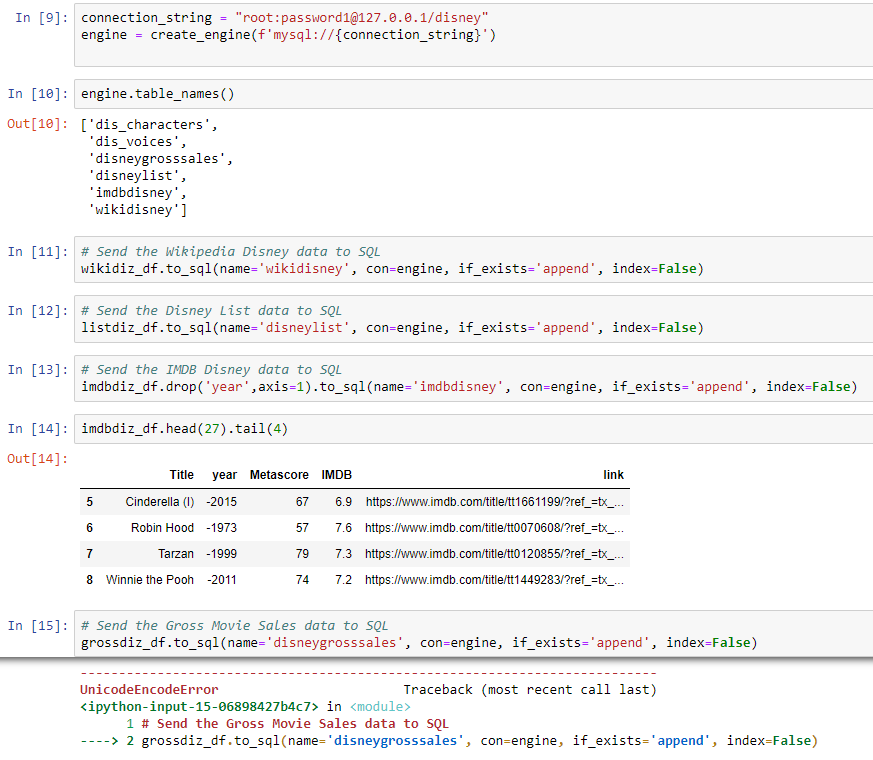 In [9]: connection_string = "root:password1@127.0.0.1/disney"
engine = create_engine(f'mysql://{connection_string}')
In [10]: engine.table_names()
Out[10]: ['dis_characters',
'dis_voices',
'disneygrosssales',
'disneylist',
'imdbdisney',
'wikidisney']
In [11]: # Send the Wikipedia Disney data to SQL
wikidiz_df.to_sql(name='wikidisney', con=engine, if_exists='append', index=False)
In [12]: # Send the Disney List data to SQL
listdiz_df.to_sql(name='disneylist', con=engine, if_exists='append', index=False)
In [13]: # Send the IMDB Disney data to SQL
imdbdiz_df.drop('year',axis=1).to_sql(name='imdbdisney', con=engine, if_exists='append', index=False)
In [14]: imdbdiz_df.head(27).tail(4)
Out[14]:
Title year Metascore IMDB link
5 Cinderella (I) -2015 67 6.9 https://www.imdb.com/title/tt1661199/?ref_=tx_...
6 Robin Hood -1973 57 7.6 https://www.imdb.com/title/tt0070608/?ref_=tx_...
7 Tarzan -1999 79 7.3 https://www.imdb.com/title/tt0120855/?ref_=tx_...
8 Winnie the Pooh -2011 74 7.2 https://www.imdb.com/title/tt1449283/?ref_=tx_...
In [15]: # Send the Gross Movie Sales data to SQL
grossdiz_df.to_sql(name='disneygrosssales', con=engine, if_exists='append', index=False)
---------------------------------------------------------------------------
UnicodeEncodeError Traceback (most recent call last)
<ipython-input-15-06898427b4c7> in <module>
1 # Send the Gross Movie Sales data to SQL
----> 2 grossdiz_df.to_sql(name='disneygrosssales', con=engine, if_exists='append', index=False)